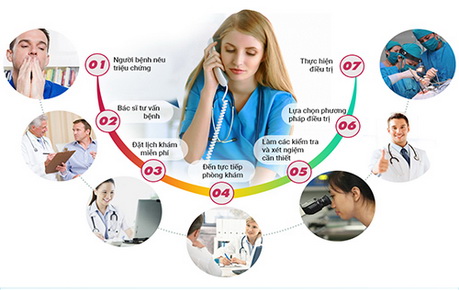 01
Người bệnh nêu
triệu chứng
02
Bác sĩ tư vấn
bệnh
03
Đặt lịch khám
miễn phí
04
Đến tực tiếp
phòng khám
05
Làm các kiểm tra
và xét ngiệm
cần thiết
06
Lựa chọn phương
pháp điều trị
07
Thực hiện
điều trị